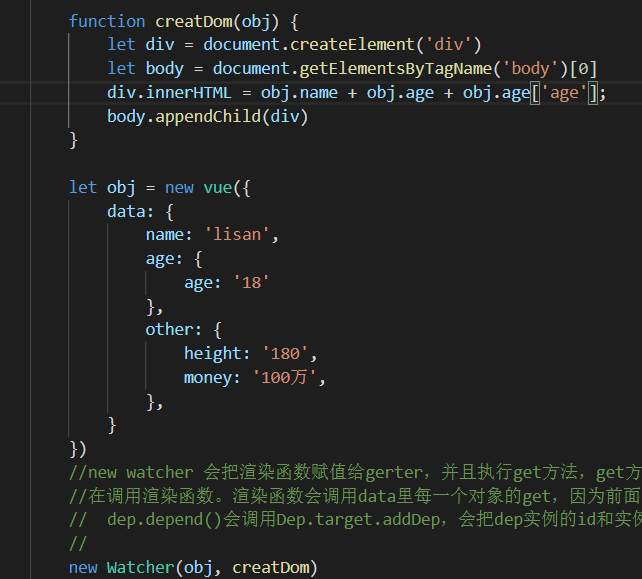 function creatDom(obj) {
let div = document.createElement('div')
let body = document.getElementsByTagName('body')[0]
div.innerHTML = obj.name + obj.age + obj.age['age'];
body.appendChild(div)
}
let obj = new vue({
data: {
name: 'lisan',
age: {
age: '18'
},
other: {
height: '180',
money: '100万',
},
}
})
//new watcher 会把渲染函数赋值给gerter，并且执行get方法，get方
//在调用渲染函数。渲染函数会调用data里每一个对象的get，因为前面
// dep.depend()会调用Dep.target.addDep，会把dep实例的id和实例
//
new Watcher(obj, creatDom)